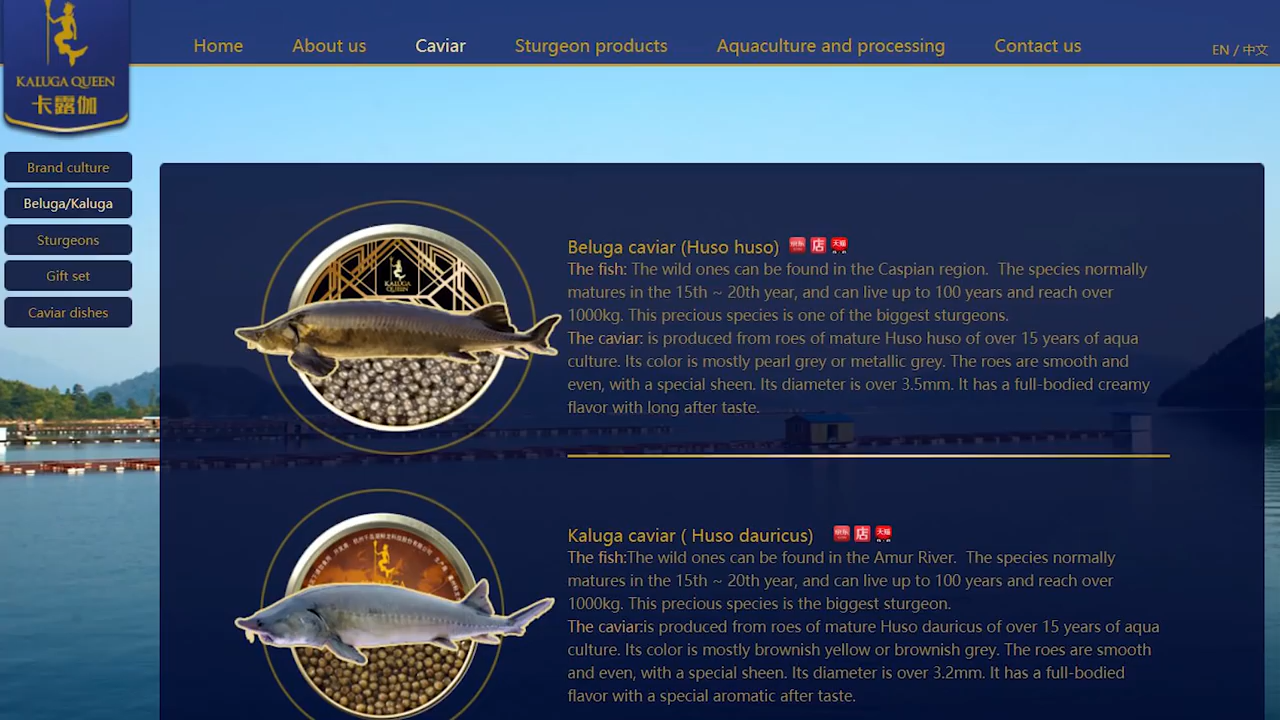 Home
About us
Caviar
Sturgeon products
Aquaculture and processing
Contact us
EN / 中文
KALUGA QUEEN
卡露伽
Brand culture
Beluga/Kaluga
Sturgeons
Gift set
Caviar dishes
KALUGA
QUEEN
Beluga caviar (Huso huso)
店
天猫
The fish: The wild ones can be found in the Caspian region. The species normally
matures in the 15th ~ 20th year, and can live up to 100 years and reach over
1000kg. This precious species is one of the biggest sturgeons.
The caviar: is produced from roes of mature Huso huso of over 15 years of aqua
culture. Its color is mostly pearl grey or metallic grey. The roes are smooth and
even, with a special sheen. Its diameter is over 3.5mm. It has a full-bodied creamy
flavor with long after taste.
Kaluga caviar ( Huso dauricus)
店
天猫
The fish:The wild ones can be found in the Amur River. The species normally
matures in the 15th ~ 20th year, and can live up to 100 years and reach over
1000kg. This precious species is the biggest sturgeon.
The caviar:is produced from roes of mature Huso dauricus of over 15 years of aqua
culture. Its color is mostly brownish yellow or brownish grey. The roes are smooth
and even, with a special sheen. Its diameter is over 3.2mm. It has a full-bodied
flavor with a special aromatic after taste.